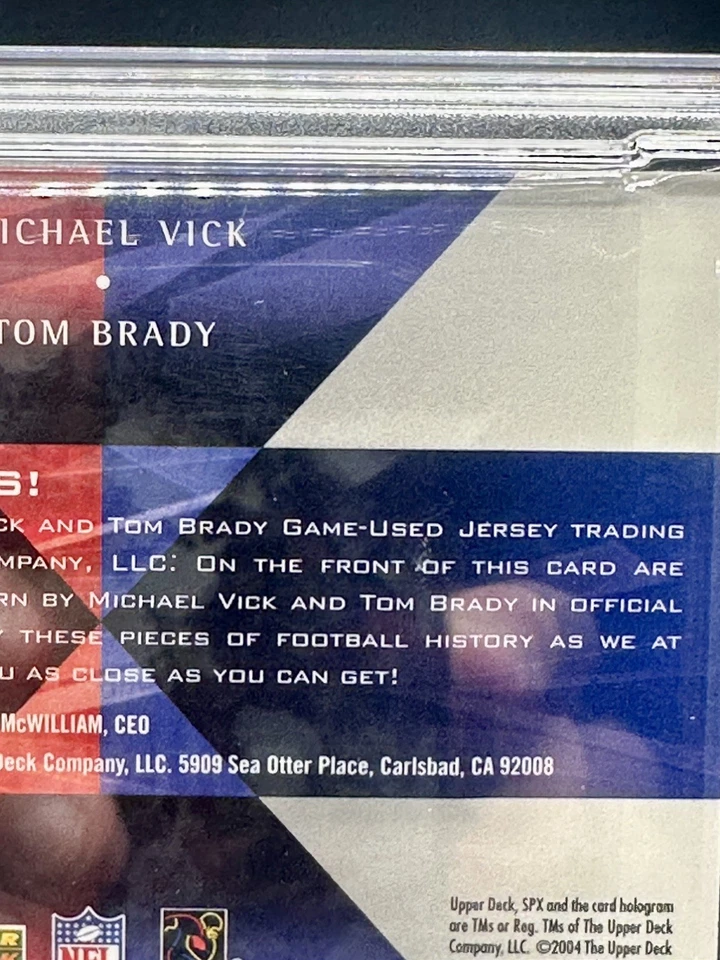 MICHAEL VICK
TOM BRADY
S!
CK AND TOM BRADY GAME-USED JERSEY TRADING
MPANY, LLC: ON THE FRONT OF THIS CARD ARE
RN BY MICHAEL VICK AND TOM BRADY IN OFFICIAL
Y THESE PIECES OF FOOTBALL HISTORY AS WE AT
U AS CLOSE AS YOU CAN GET!
McWILLIAM, CEO
Deck Company, LLC. 5909 Sea Otter Place, Carlsbad, CA 92008
Upper Deck, SPX and the card hologram
are TMs or Reg. TMs of The Upper Deck
Company, LLC. ©2004 The Upper Deck
NFL